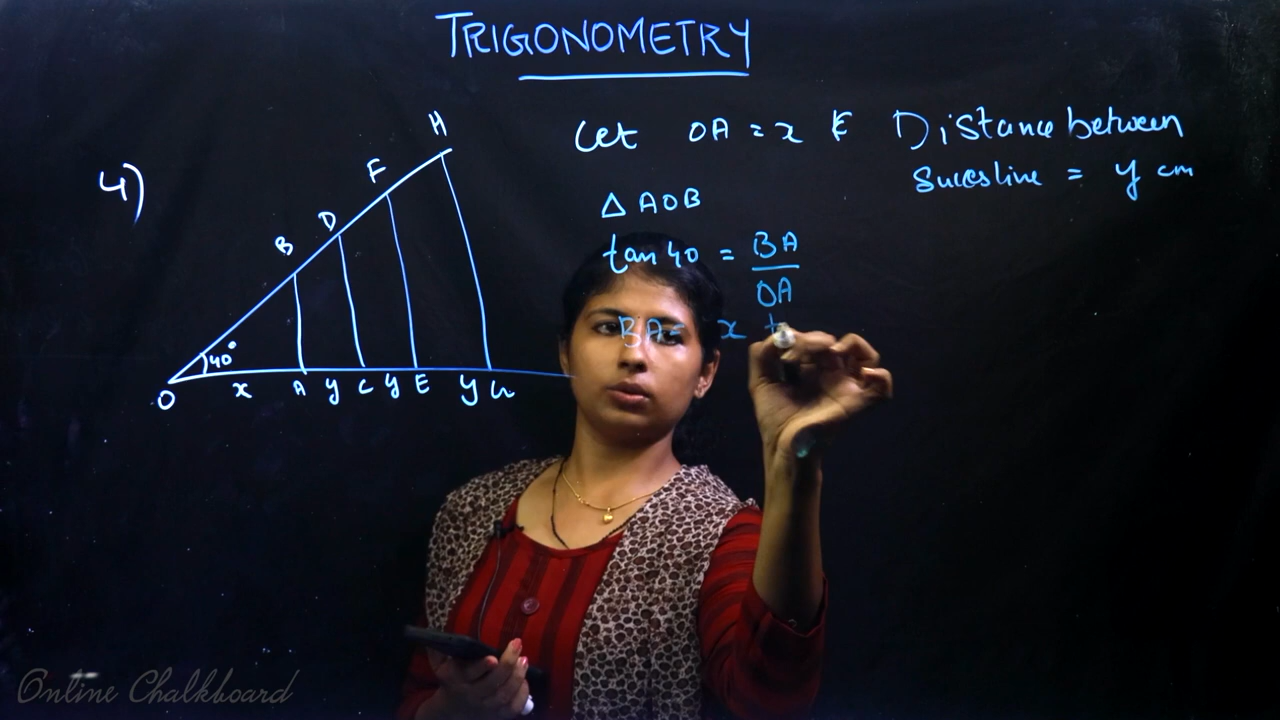 TRIGONOMETRY
4)
H
F
D
B
40°
O x A y C y E y G
Let OA = x & Distance between
Sucesline = y cm
△ AOB
tan 40 = BA
OA
BA = x t
Online Chalkboard